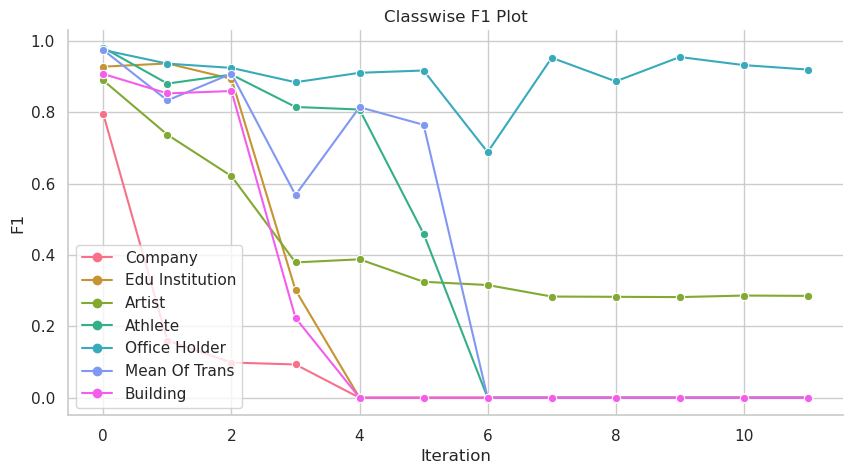 Classwise F1 Plot
1.0
0.8
0.6
0.4
0.2
0.0
F1
Company
Edu Institution
Artist
Athlete
Office Holder
Mean Of Trans
Building
0 2 4 6 8 10
Iteration